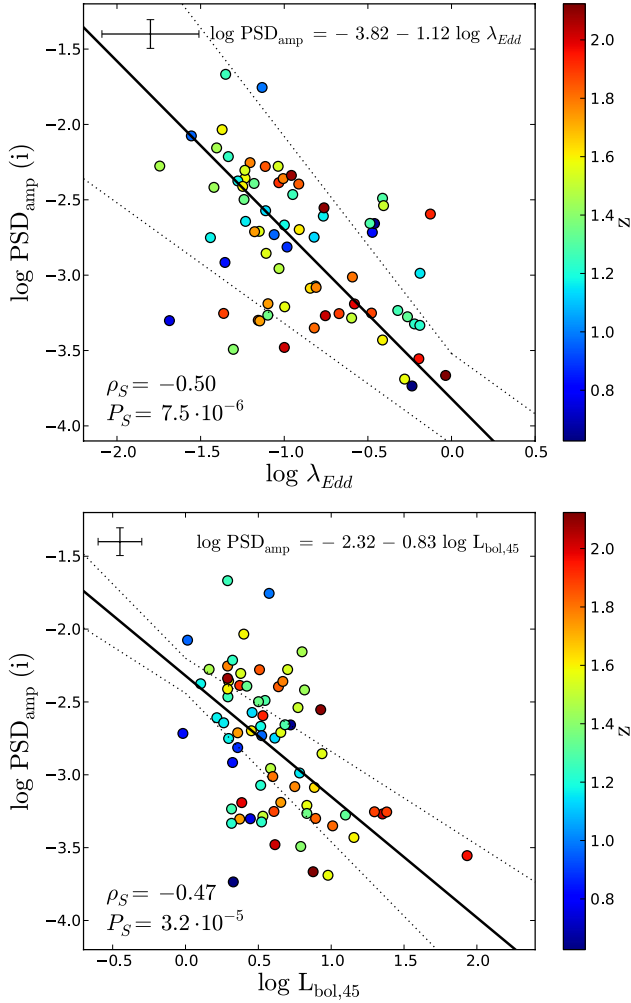 log PSD_amp = − 3.82 − 1.12 log λ_Edd
−1.5
−2.0
−2.5
−3.0
−3.5
−4.0
log PSD_amp (i)
ρ_S = −0.50
P_S = 7.5 · 10^−6
−2.0 −1.5 −1.0 −0.5 0.0 0.5
log λ_Edd
2.0
1.8
1.6
1.4
1.2
1.0
0.8
z
log PSD_amp = − 2.32 − 0.83 log L_bol,45
−1.5
−2.0
−2.5
−3.0
−3.5
−4.0
log PSD_amp (i)
ρ_S = −0.47
P_S = 3.2 · 10^−5
−0.5 0.0 0.5 1.0 1.5 2.0
log L_bol,45
2.0
1.8
1.6
1.4
1.2
1.0
0.8
z